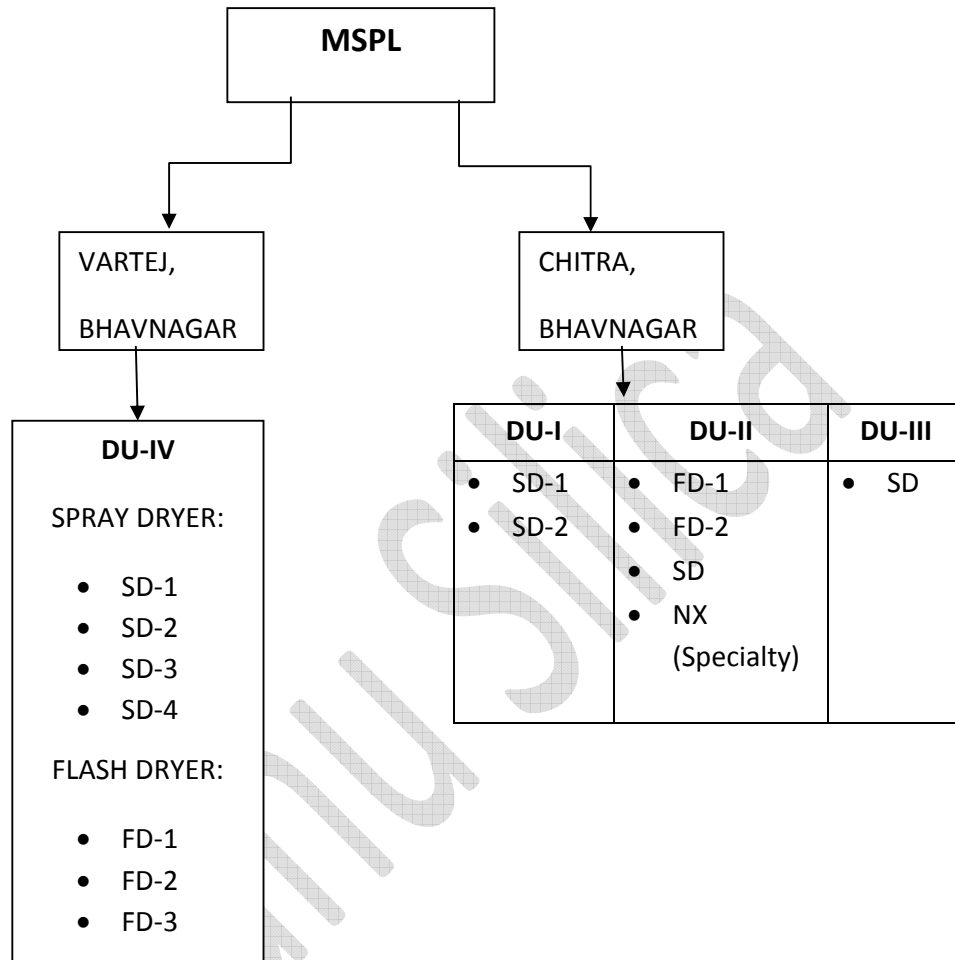 MSPL
VARTEJ,
BHAVNAGAR
CHITRA,
BHAVNAGAR
DU-IV
SPRAY DRYER:
• SD-1
• SD-2
• SD-3
• SD-4
FLASH DRYER:
• FD-1
• FD-2
• FD-3
DU-I
• SD-1
• SD-2
DU-II
• FD-1
• FD-2
• SD
• NX
(Specialty)
DU-III
• SD
nu Silica